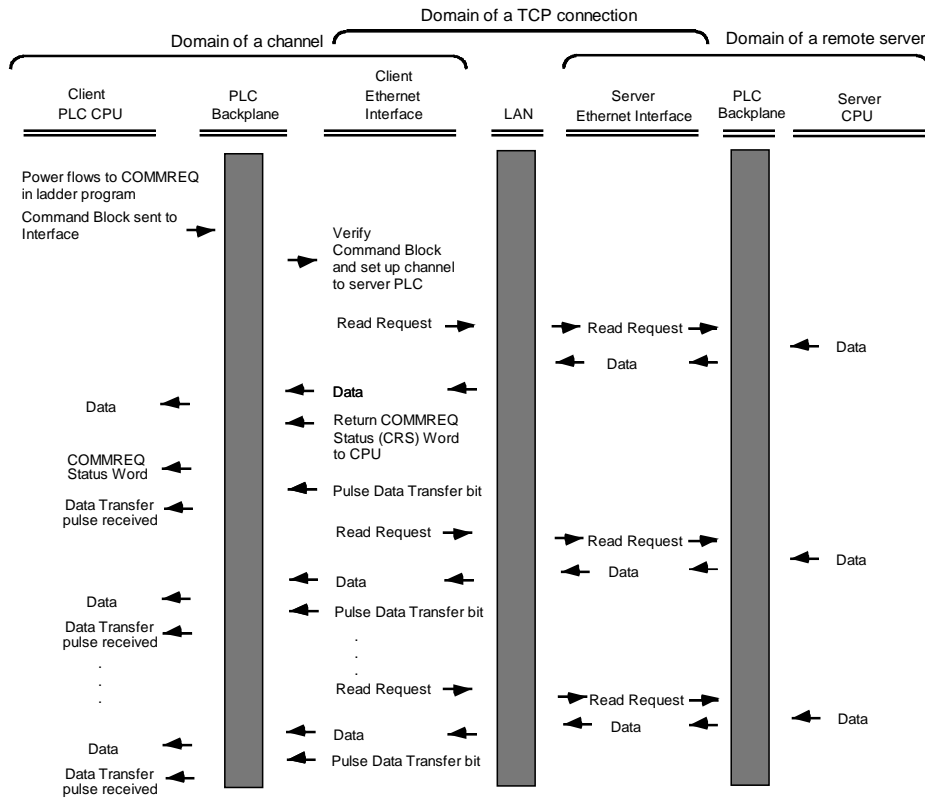 Domain of a TCP connection
Domain of a channel
Domain of a remote server
Client
PLC CPU
PLC
Backplane
Client
Ethernet
Interface
LAN
Server
Ethernet Interface
PLC
Backplane
Server
CPU
Power flows to COMMREQ
in ladder program
Command Block sent to
Interface
Verify
Command Block
and set up channel
to server PLC
Read Request
Read Request
Data
Data
Data
Data
Return COMMREQ
Status (CRS) Word
to CPU
COMMREQ
Status Word
Pulse Data Transfer bit
Data Transfer
pulse received
Read Request
Read Request
Data
Data
Data
Data
Pulse Data Transfer bit
Data Transfer
pulse received
.
.
.
.
.
.
Read Request
Read Request
Data
Data
Data
Data
Pulse Data Transfer bit
Data Transfer
pulse received